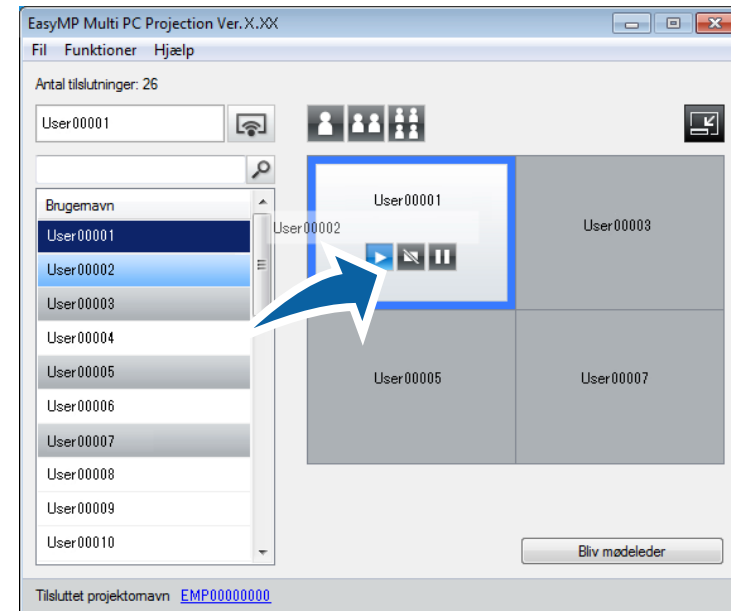 EasyMP Multi PC Projection Ver.X.XX
Fil Funktioner Hjælp
Antal tilslutninger: 26
User00001
Brugernavn
User00001
User00002
User00003
User00004
User00005
User00006
User00007
User00008
User00009
User00010
User00001
User00002
User00003
User00005
User00007
Bliv mødeleder
Tilsluttet projektornavn EMP00000000